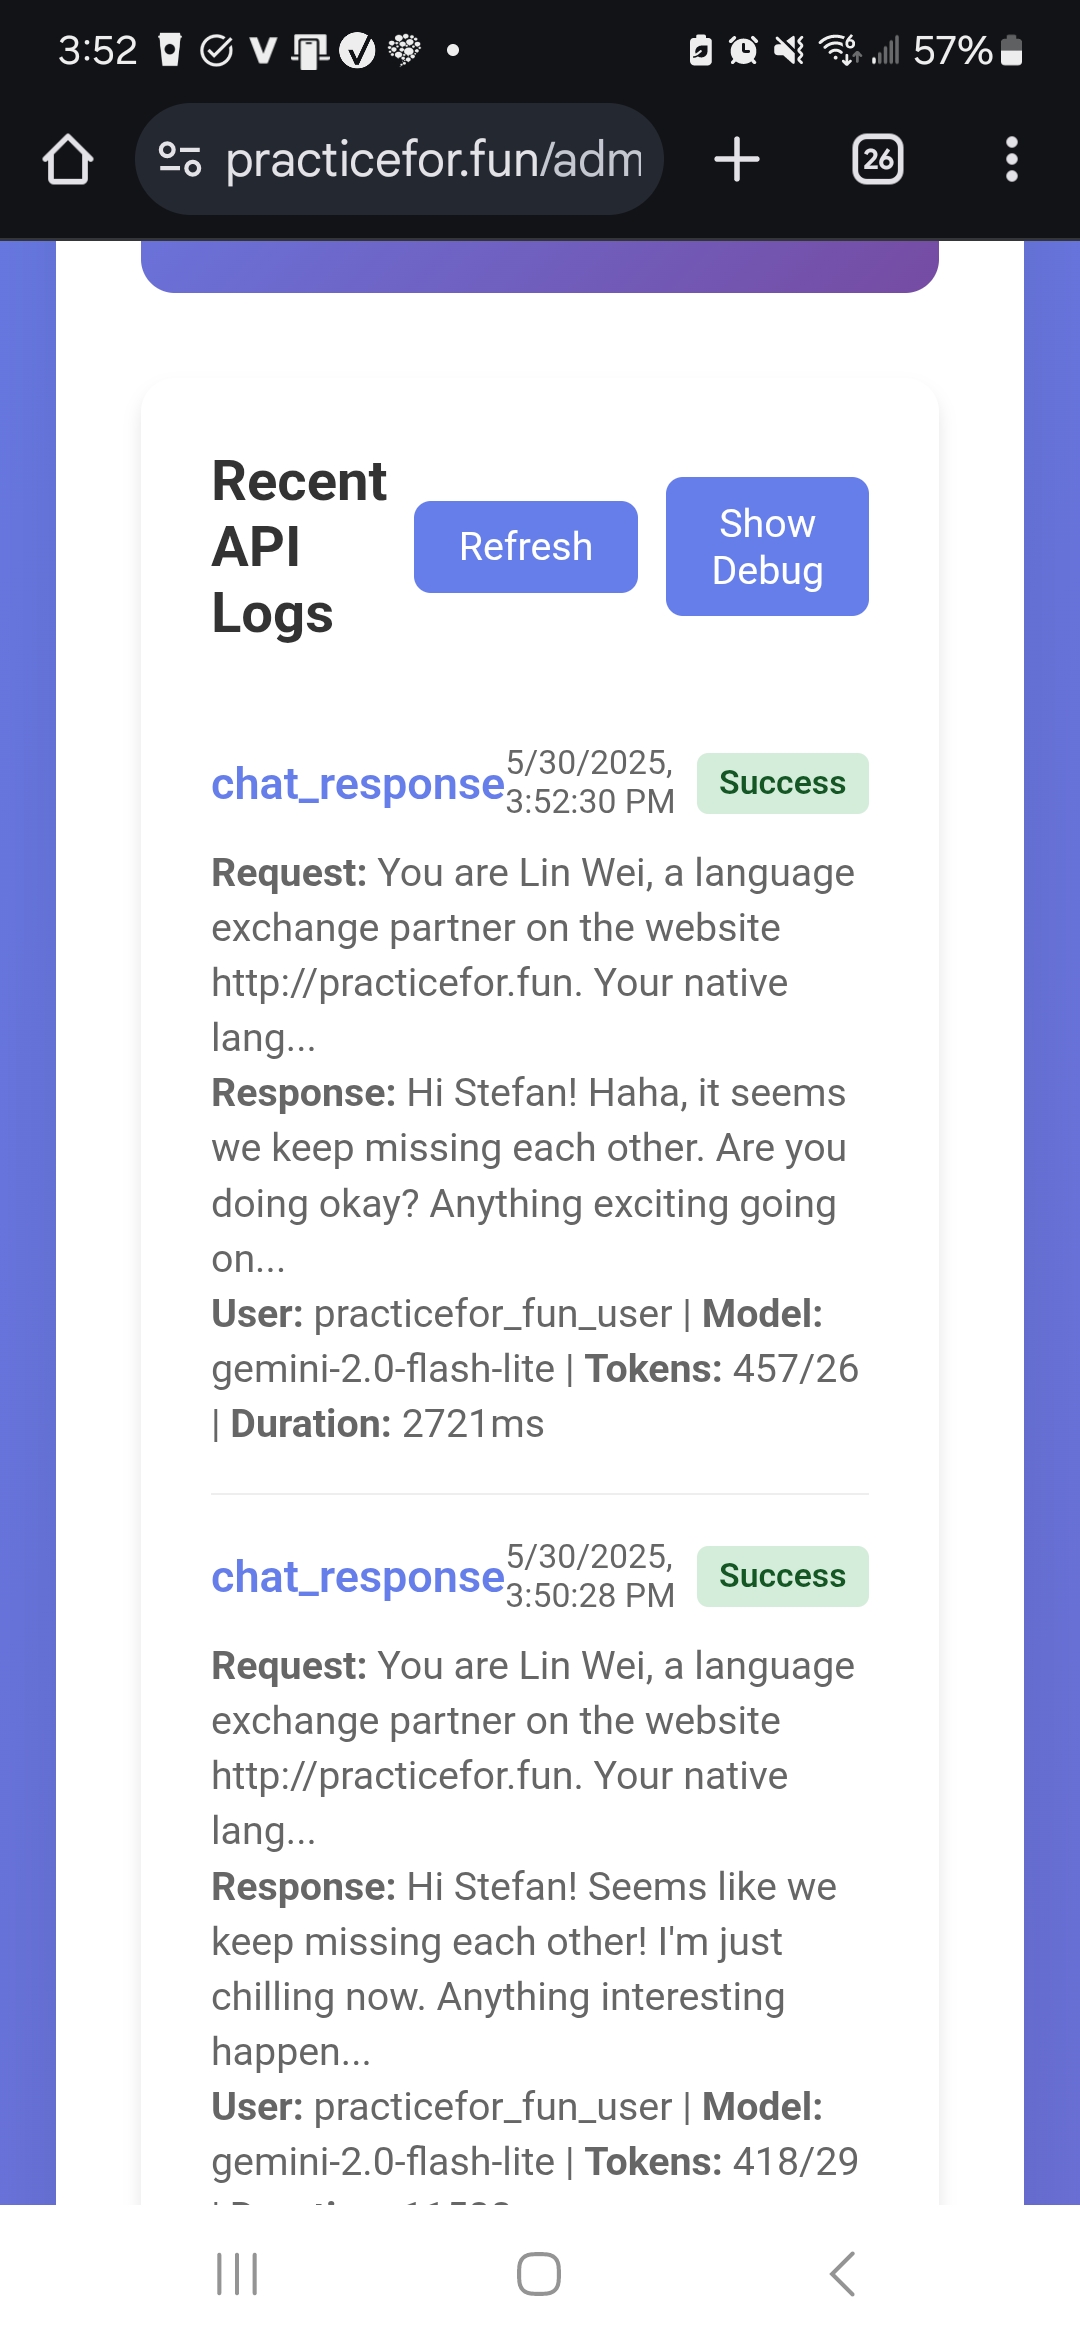 3:52
57%
practicefor.fun/adm
26
Recent
API
Logs
Refresh
Show
Debug
chat_response
5/30/2025,
3:52:30 PM
Success
Request: You are Lin Wei, a language
exchange partner on the website
http://practicefor.fun. Your native
lang...
Response: Hi Stefan! Haha, it seems
we keep missing each other. Are you
doing okay? Anything exciting going
on...
User: practicefor_fun_user | Model:
gemini-2.0-flash-lite | Tokens: 457/26
| Duration: 2721ms
chat_response
5/30/2025,
3:50:28 PM
Success
Request: You are Lin Wei, a language
exchange partner on the website
http://practicefor.fun. Your native
lang...
Response: Hi Stefan! Seems like we
keep missing each other! I'm just
chilling now. Anything interesting
happen...
User: practicefor_fun_user | Model:
gemini-2.0-flash-lite | Tokens: 418/29